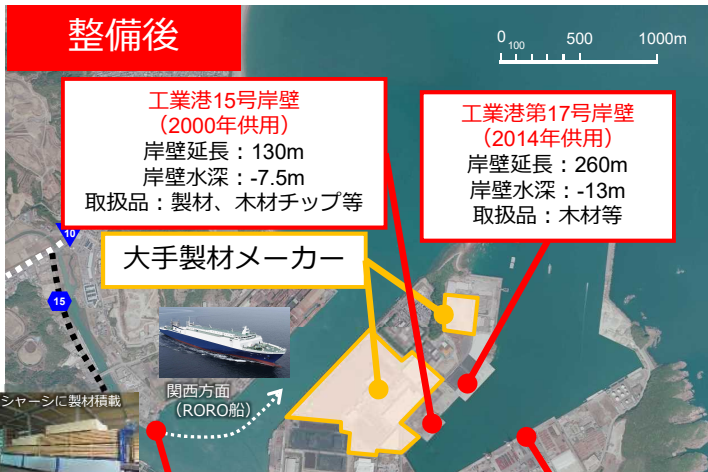 整備後
0 100 500 1000m
工業港15号岸壁
（2000年供用）
岸壁延長：130m
岸壁水深：-7.5m
取扱品：製材、木材チップ等
工業港第17号岸壁
（2014年供用）
岸壁延長：260m
岸壁水深：-13m
取扱品：木材等
10
大手製材メーカー
15
関西方面
（RORO船）
シャーシに製材積載